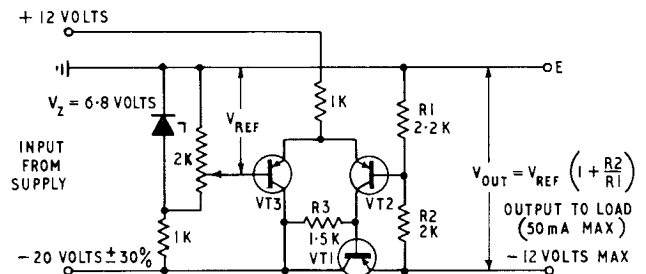 + 12 VOLTS
E
V_Z = 6·8 VOLTS
1K
R1
2·2K
INPUT
FROM
SUPPLY
2K
V_REF
VT3
VT2
V_OUT = V_REF (1 + R2/R1)
OUTPUT TO LOAD
(50mA MAX)
R3
1·5K
R2
2K
1K
VT1
− 20 VOLTS ± 30%
− 12 VOLTS MAX